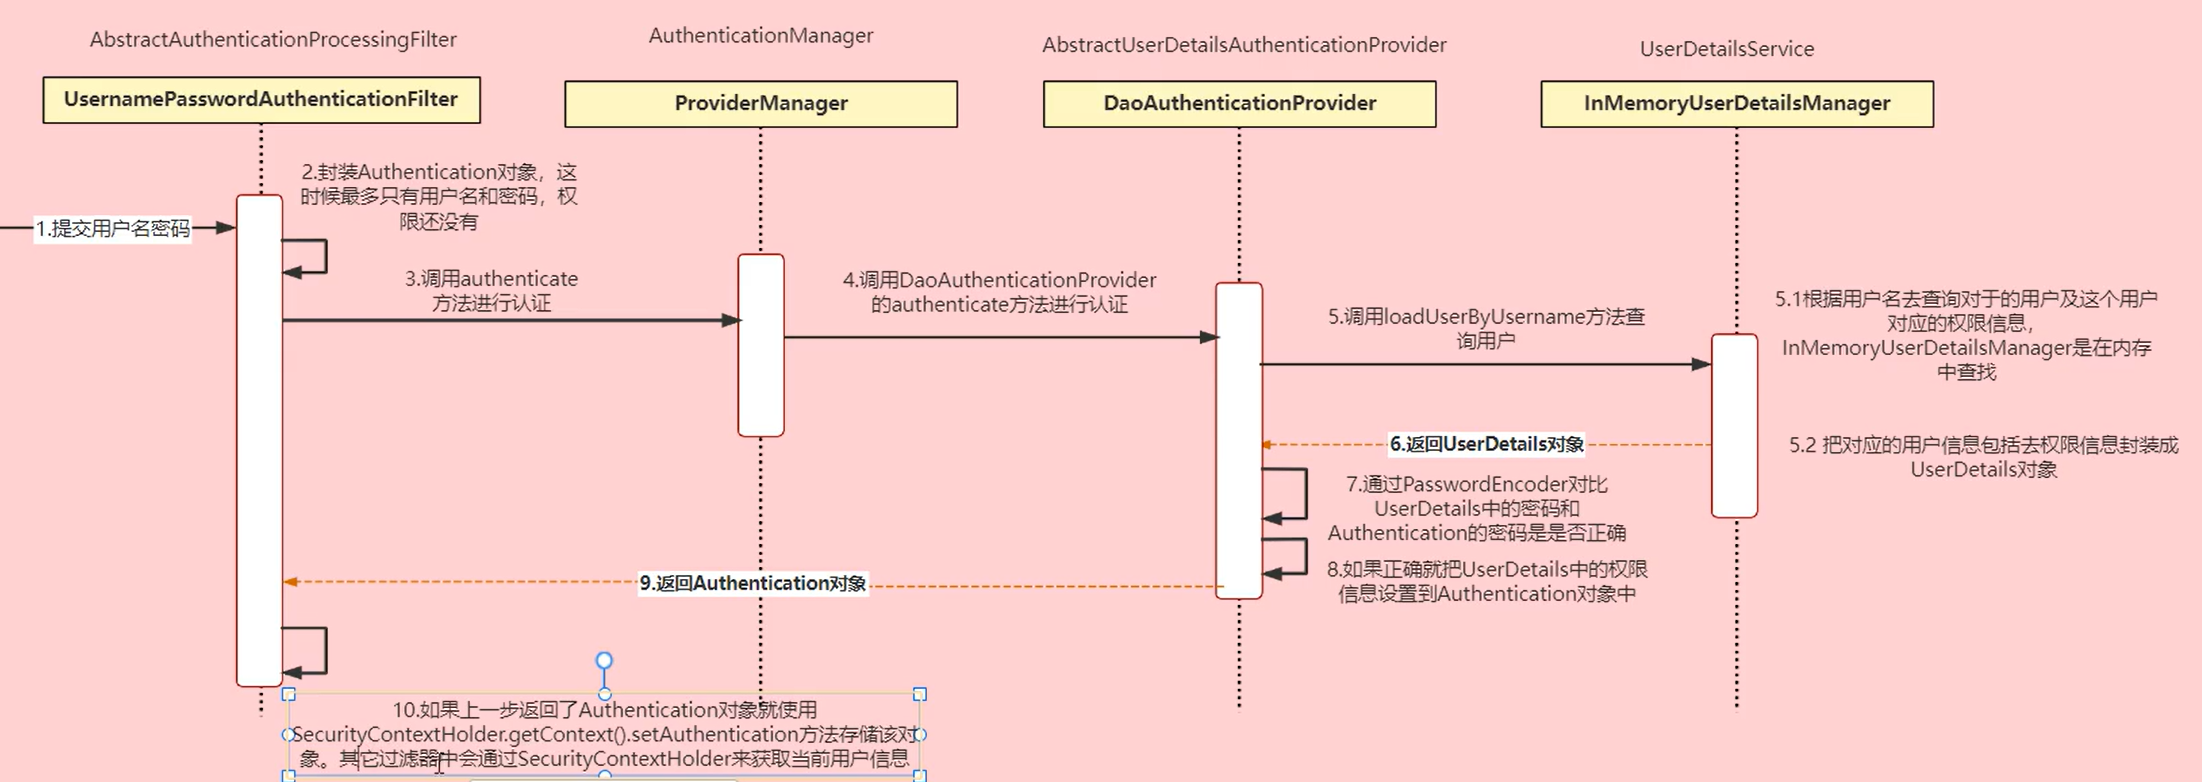 AbstractAuthenticationProcessingFilter
AuthenticationManager
AbstractUserDetailsAuthenticationProvider
UserDetailsService
UsernamePasswordAuthenticationFilter
ProviderManager
DaoAuthenticationProvider
InMemoryUserDetailsManager
1.提交用户名密码
2.封装Authentication对象，这
时候最多只有用户名和密码，权
限还没有
3.调用authenticate
方法进行认证
4.调用DaoAuthenticationProvider
的authenticate方法进行认证
5.调用loadUserByUsername方法查
询用户
5.1根据用户名去查询对于的用户及这个用户
对应的权限信息，
InMemoryUserDetailsManager是在内存
中查找
5.2 把对应的用户信息包括去权限信息封装成
UserDetails对象
6.返回UserDetails对象
7.通过PasswordEncoder对比
UserDetails中的密码和
Authentication的密码是是否正确
8.如果正确就把UserDetails中的权限
信息设置到Authentication对象中
9.返回Authentication对象
10.如果上一步返回了Authentication对象就使用
SecurityContextHolder.getContext().setAuthentication方法存储该对
象。其它过滤器中会通过SecurityContextHolder来获取当前用户信息